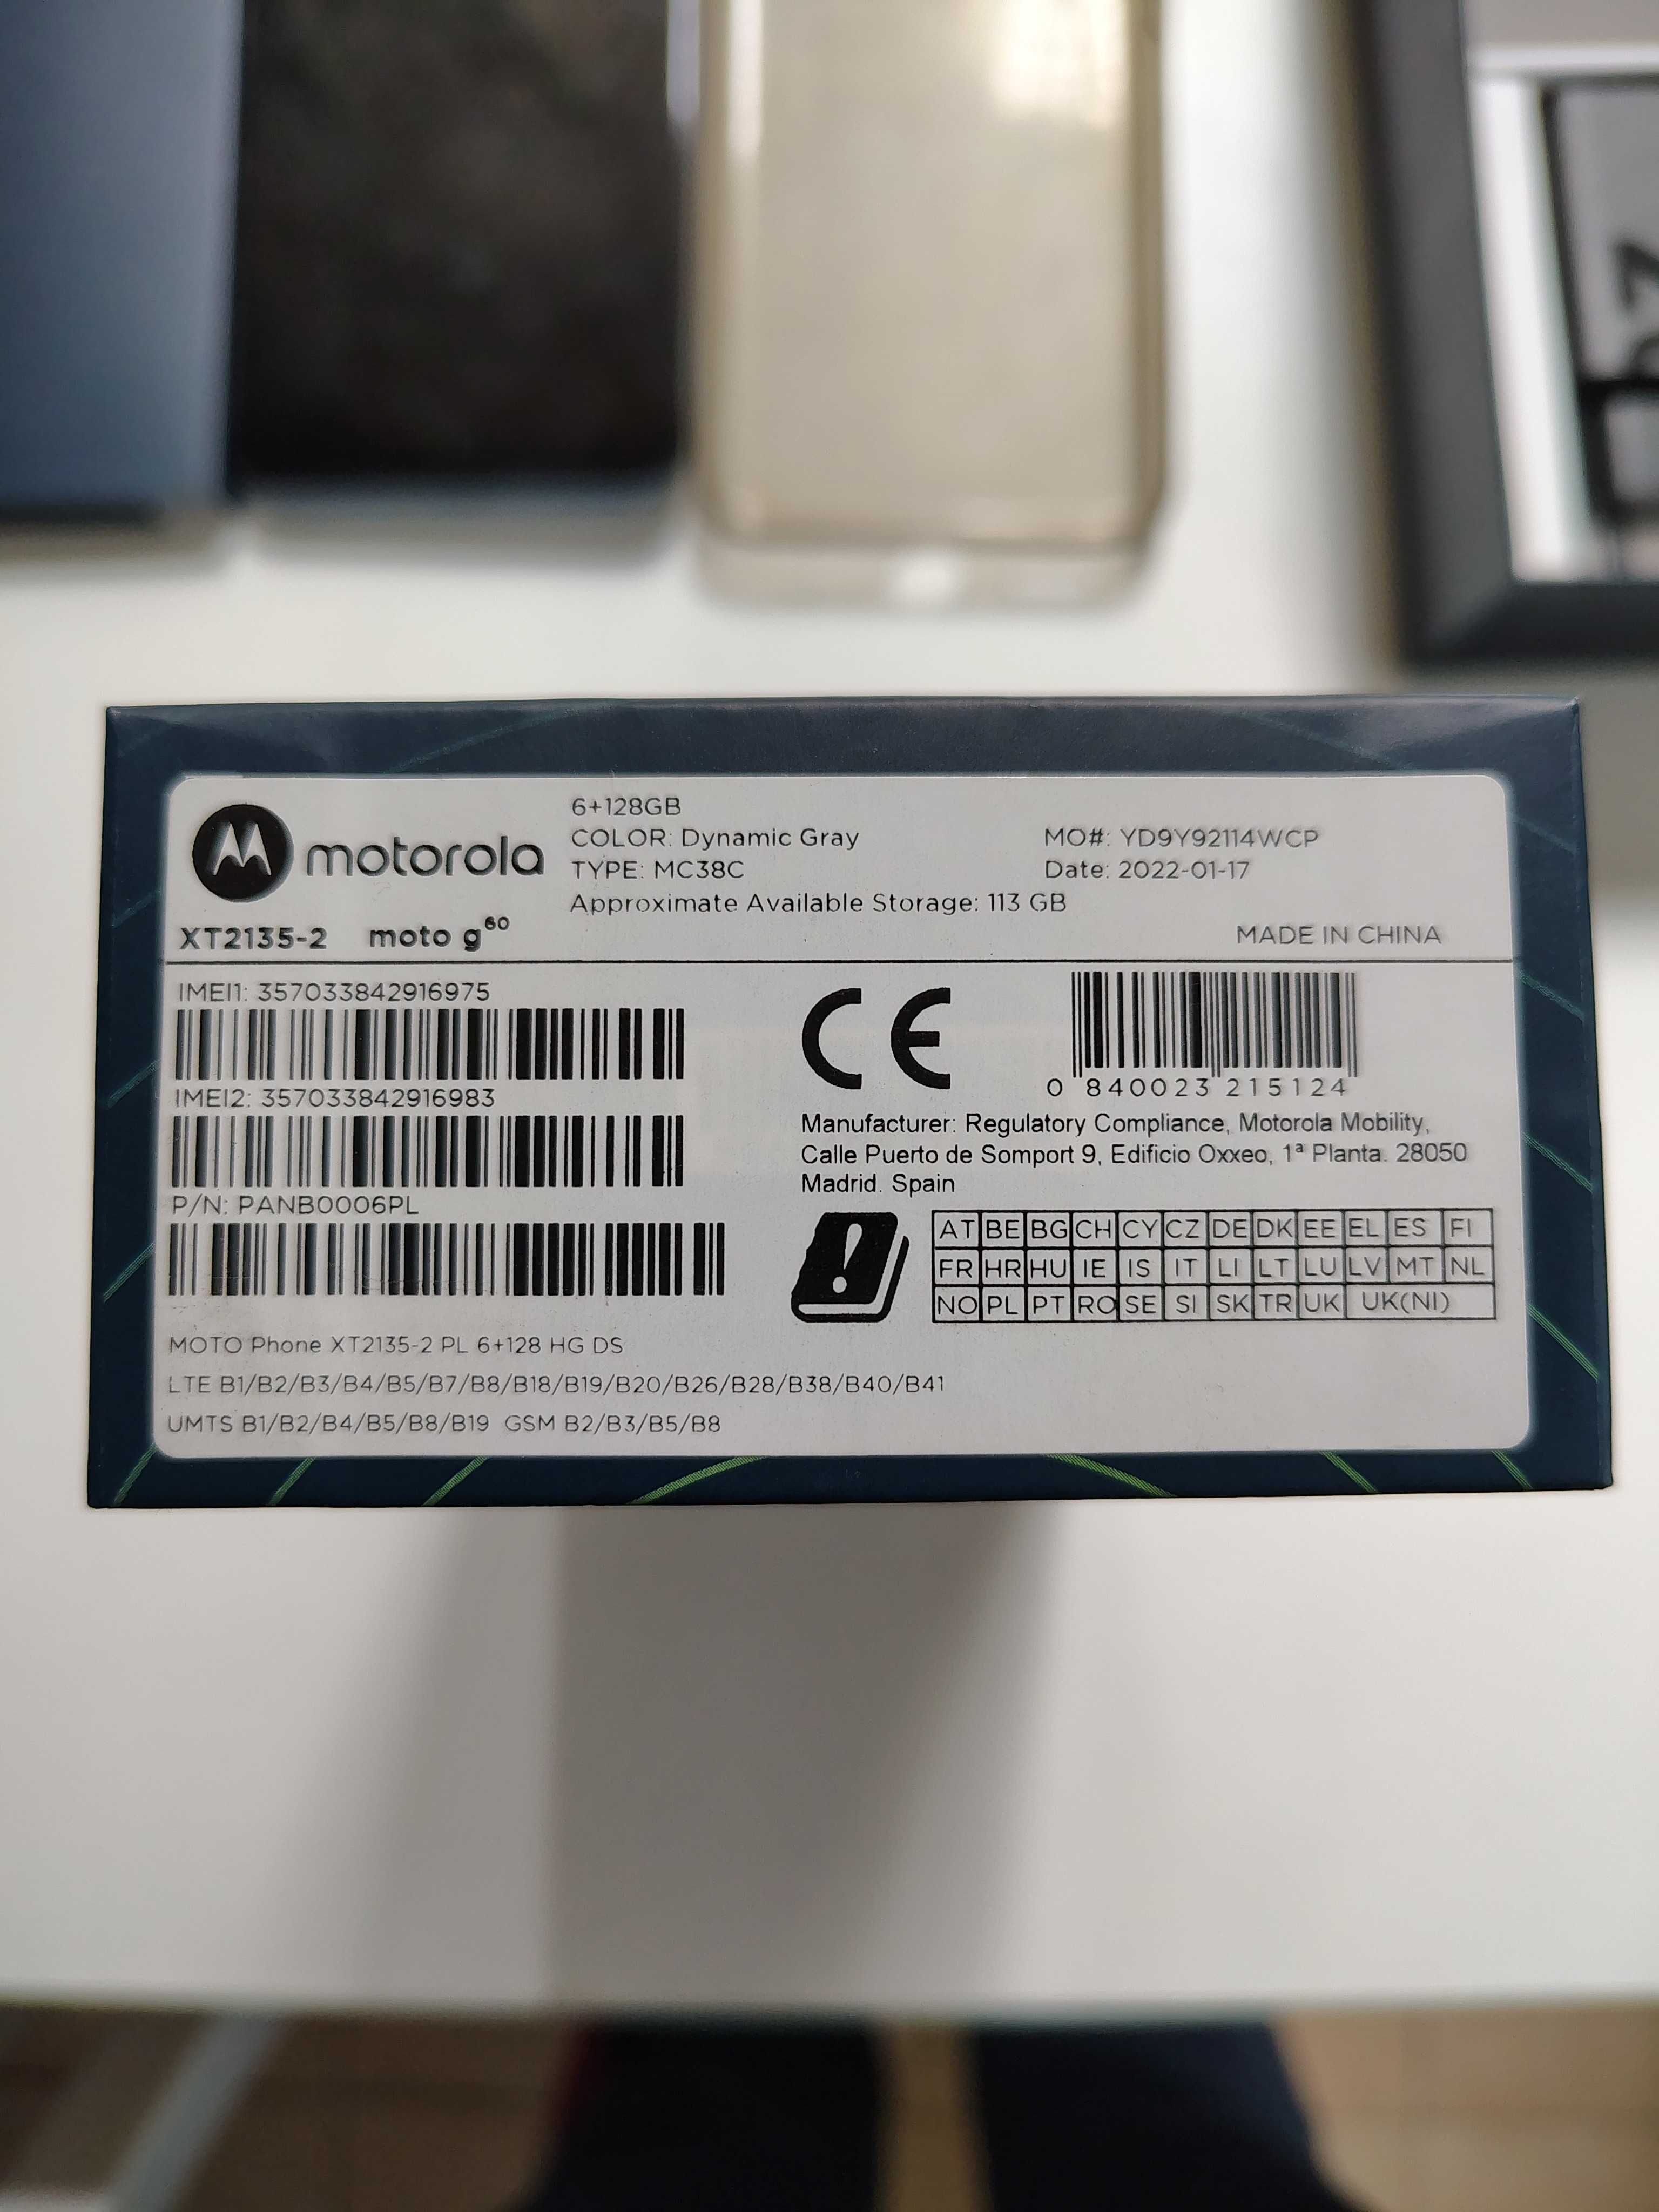 motorola
XT2135-2 moto g60
6+128GB
COLOR: Dynamic Gray
TYPE: MC38C
Approximate Available Storage: 113 GB
MO#: YD9Y92114WCP
Date: 2022-01-17
MADE IN CHINA
IMEI1: 357033842916975
IMEI2: 357033842916983
P/N: PANB0006PL
CE
0 840023 215124
Manufacturer: Regulatory Compliance, Motorola Mobility,
Calle Puerto de Somport 9, Edificio Oxxeo, 1ª Planta. 28050
Madrid. Spain
AT BE BG CH CY CZ DE DK EE EL ES FI
FR HR HU IE IS IT LI LT LU LV MT NL
NO PL PT RO SE SI SK TR UK UK(NI)
MOTO Phone XT2135-2 PL 6+128 HG DS
LTE B1/B2/B3/B4/B5/B7/B8/B18/B19/B20/B26/B28/B38/B40/B41
UMTS B1/B2/B4/B5/B8/B19 GSM B2/B3/B5/B8